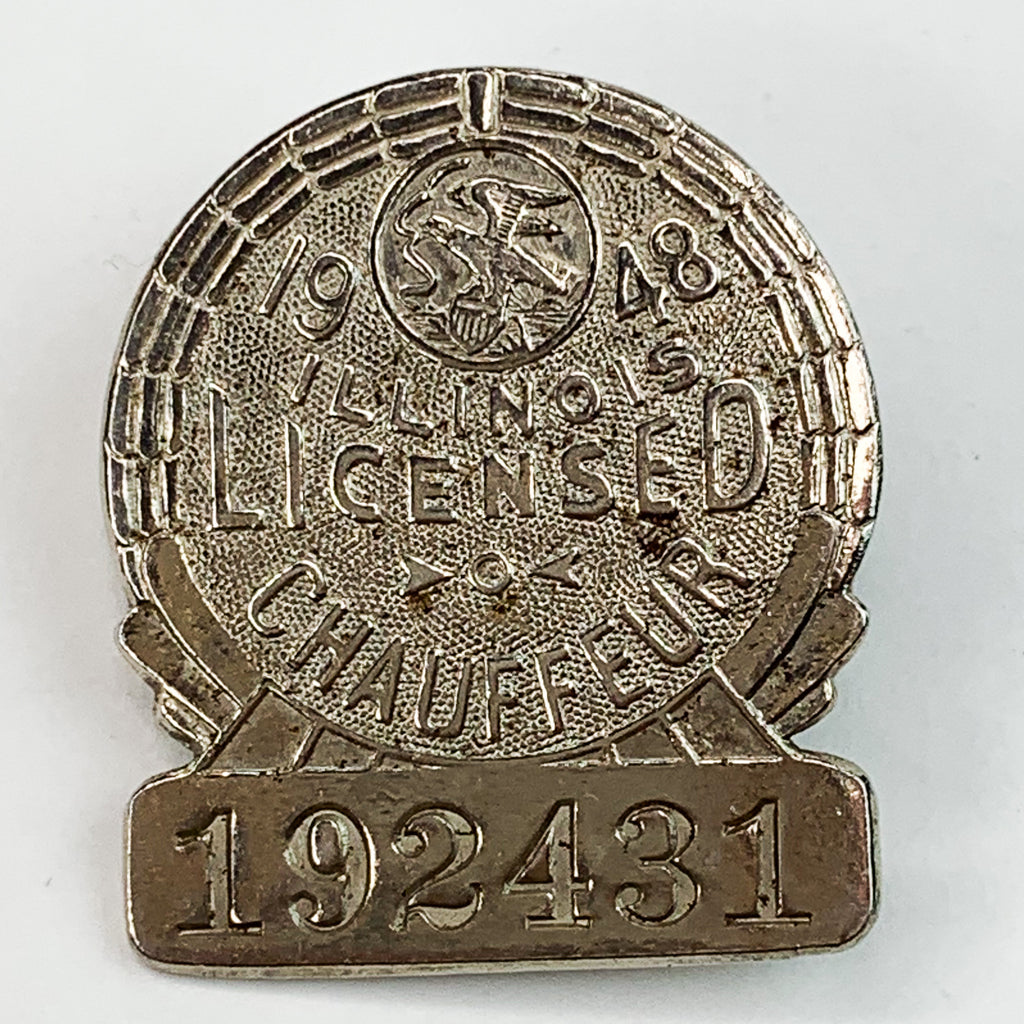 1948
ILLINOIS
LICENSED
CHAUFFEUR
192431